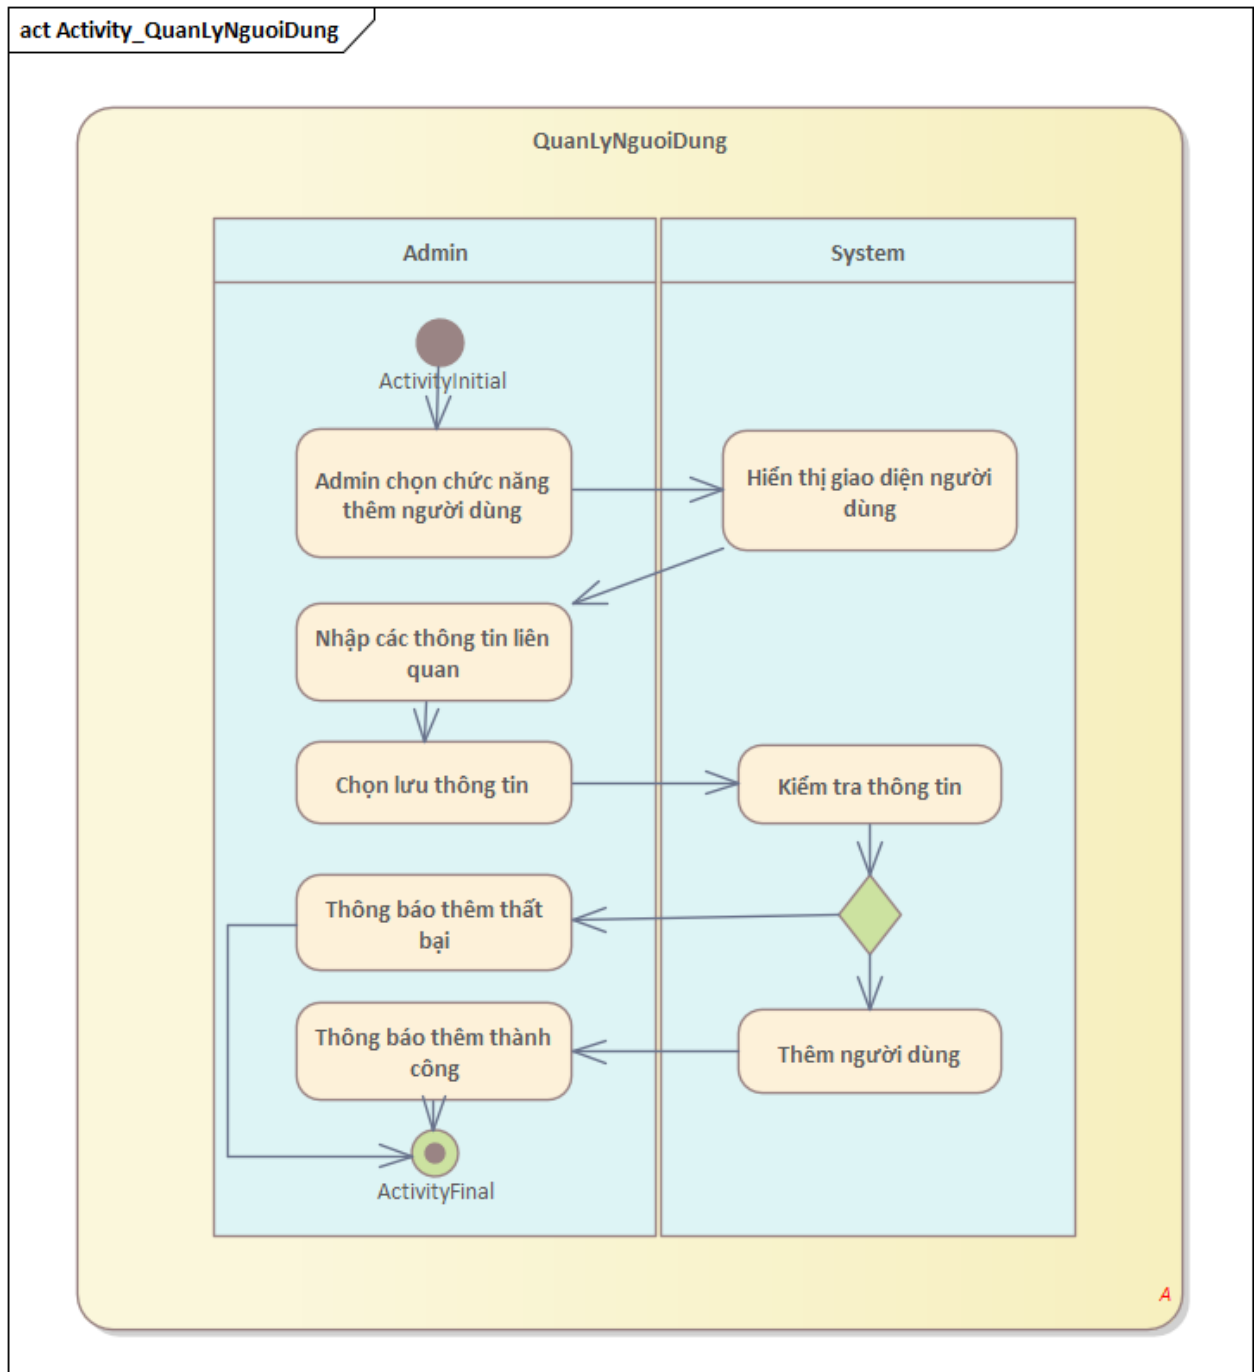 act Activity_QuanLyNguoiDung
QuanLyNguoiDung
Admin
System
ActivityInitial
Admin chọn chức năng
thêm người dùng
Hiển thị giao diện người
dùng
Nhập các thông tin liên
quan
Chọn lưu thông tin
Kiểm tra thông tin
Thông báo thêm thất
bại
Thông báo thêm thành
công
Thêm người dùng
ActivityFinal
A